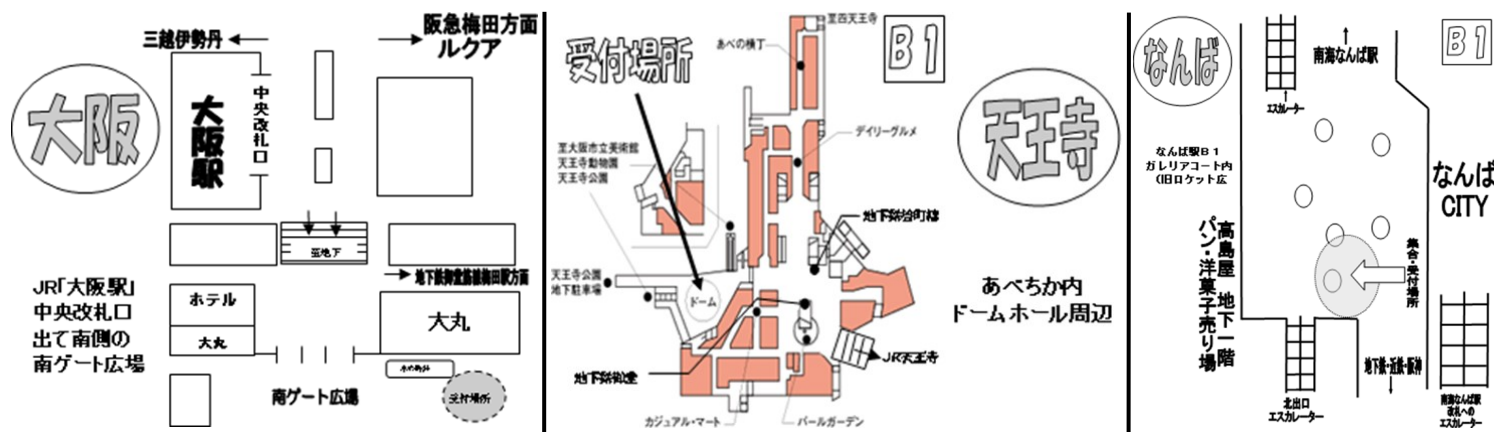 三越伊勢丹
阪急梅田方面
ルクア
大阪
大阪駅
中央改札口
至地下
地下鉄御堂筋線梅田駅方面
JR「大阪駅」
中央改札口
出て南側の
南ゲート広場
ホテル
大丸
大丸
水の時計
南ゲート広場
受付場所
受付場所
B1
至四天王寺
あべの横丁
天王寺
デイリーグルメ
至大阪市立美術館
天王寺動物園
天王寺公園
地下鉄谷町線
天王寺公園
地下駐車場
ドーム
あべちか内
ドームホール周辺
JR天王寺
地下鉄御堂
カジュアル・マート
パールガーデン
なんば
B1
南海なんば駅
エスカレーター
なんば駅B1
ガレリアコート内
(旧ロケット広
なんば
CITY
高島屋 地下一階
パン・洋菓子売り場
集合・受付場所
地下鉄・近鉄・阪神
北出口
エスカレーター
南海なんば駅
改札への
エスカレーター